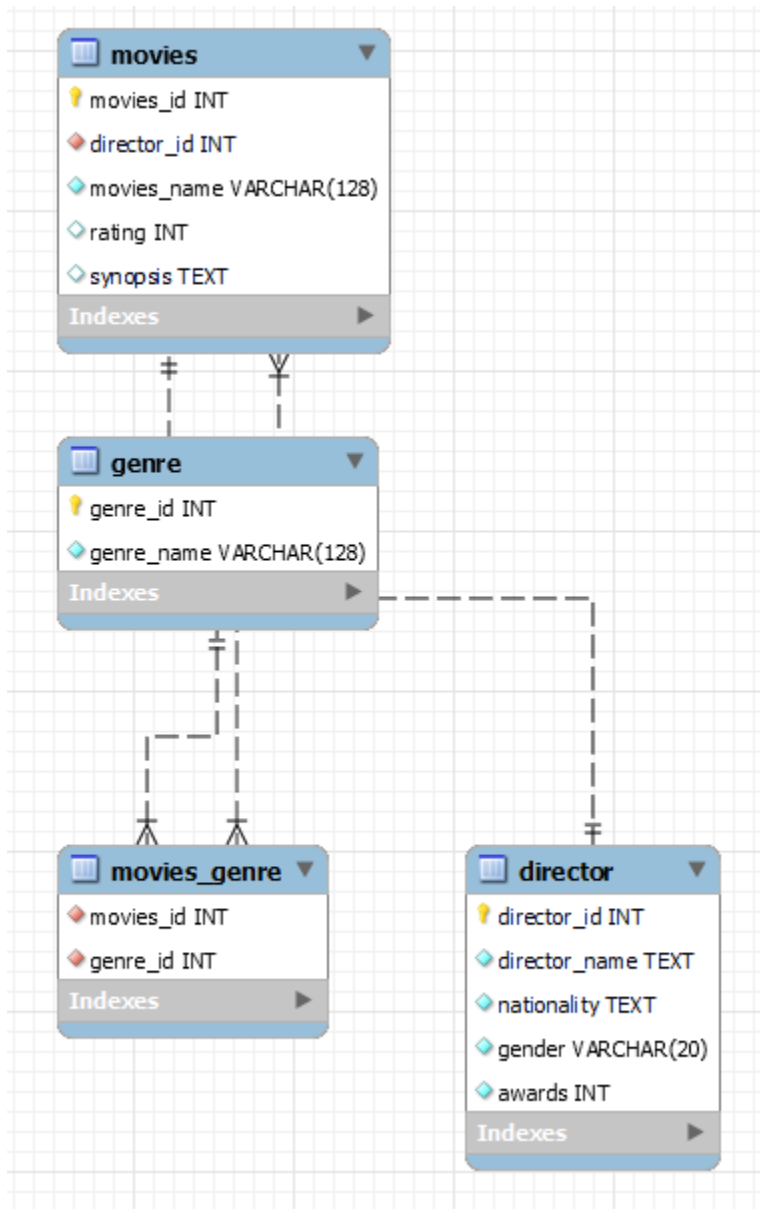 movies
movies_id INT
director_id INT
movies_name VARCHAR(128)
rating INT
synopsis TEXT
Indexes
genre
genre_id INT
genre_name VARCHAR(128)
Indexes
movies_genre
movies_id INT
genre_id INT
Indexes
director
director_id INT
director_name TEXT
nationality TEXT
gender VARCHAR(20)
awards INT
Indexes